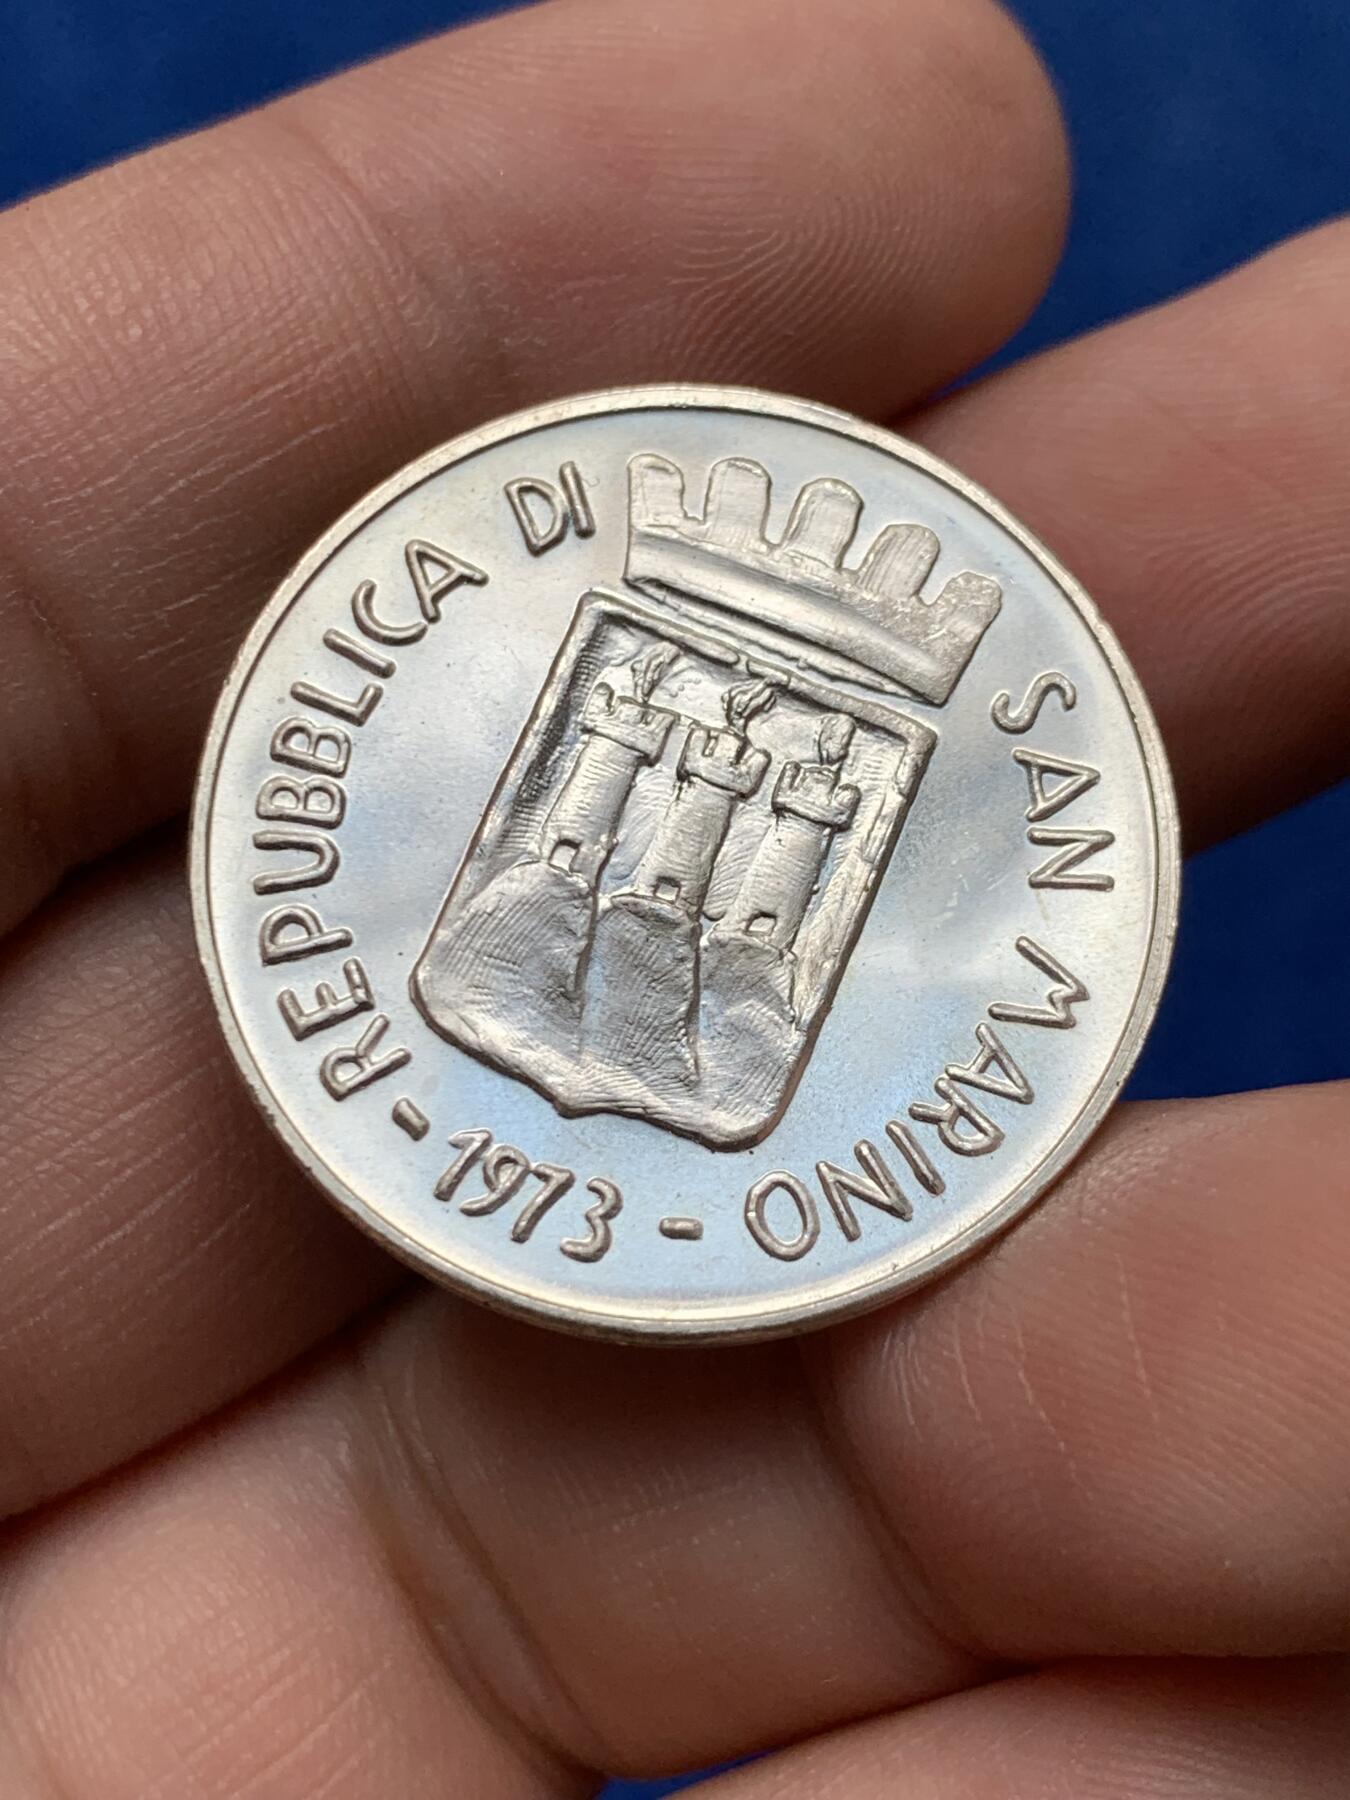 REPUBBLICA DI SAN MARINO
- 1973 -